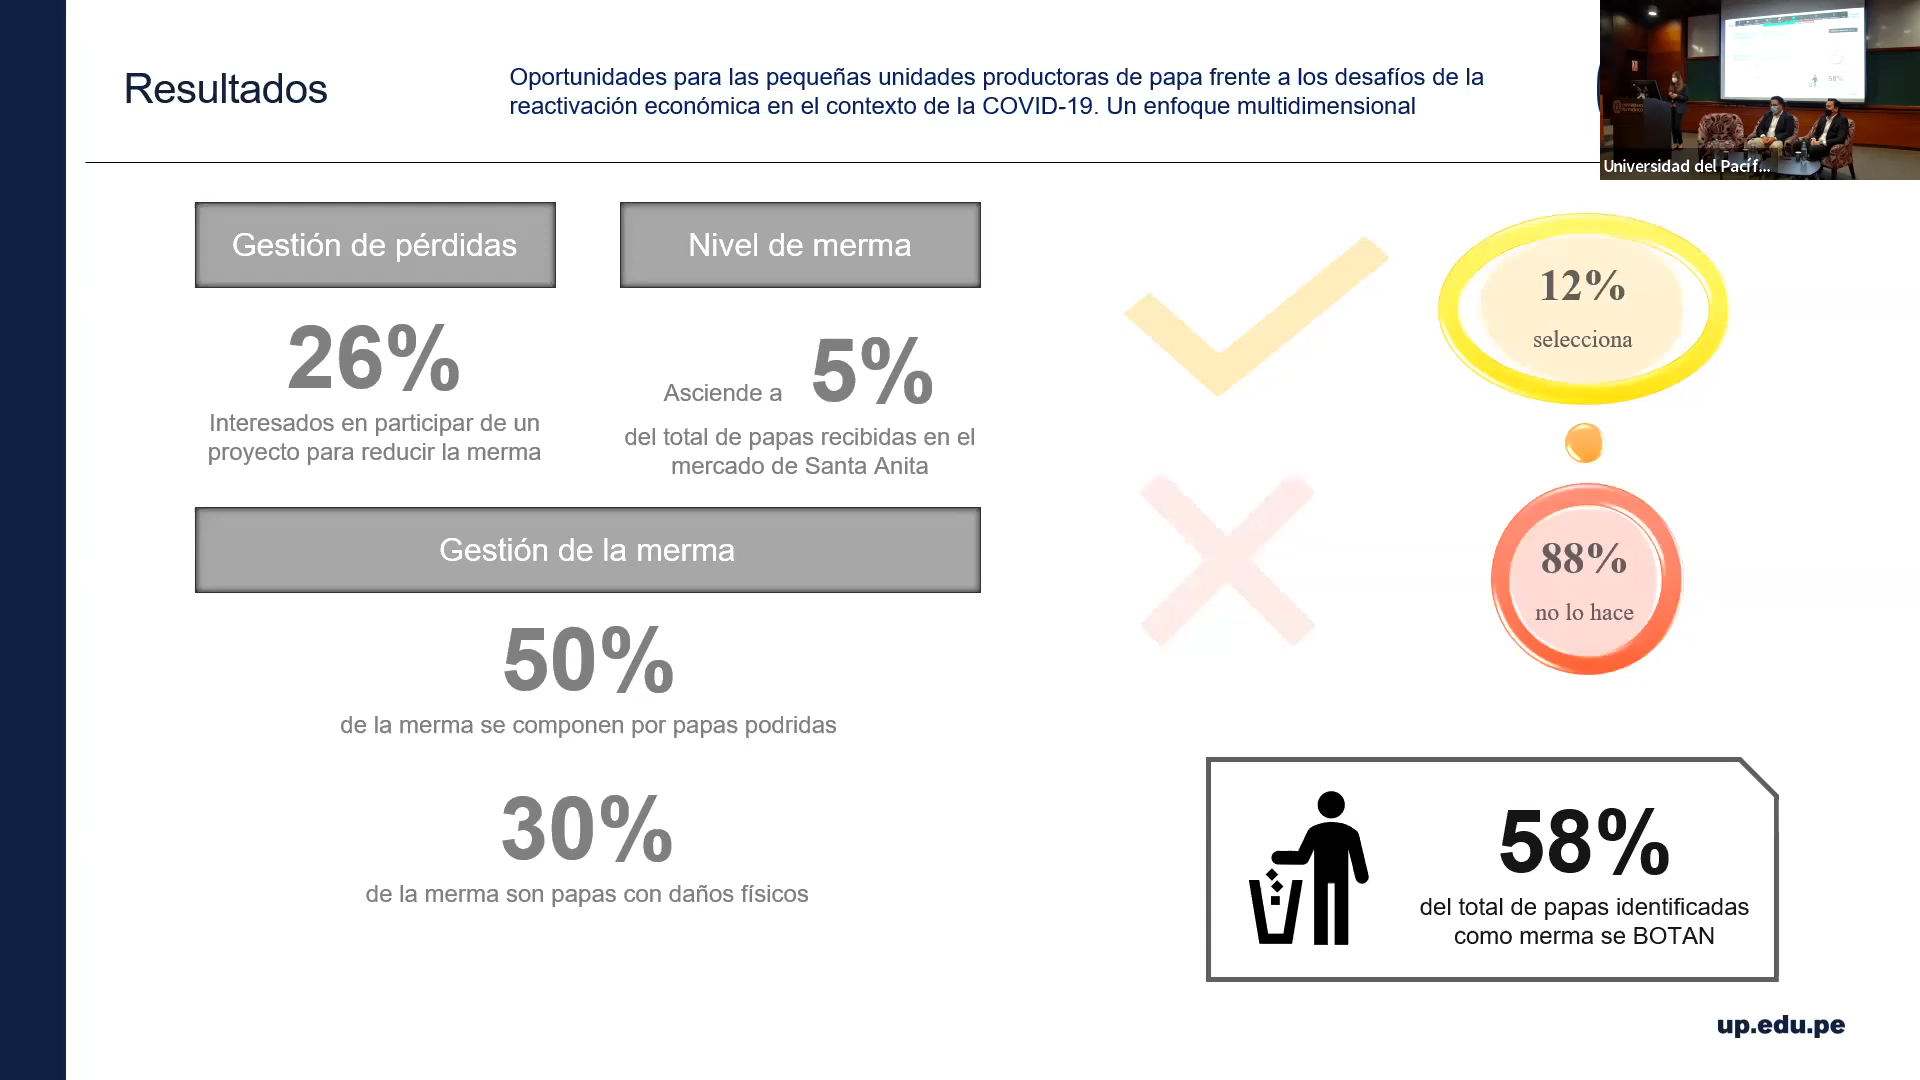 Resultados
Oportunidades para las pequeñas unidades productoras de papa frente a los desafíos de la
reactivación económica en el contexto de la COVID-19. Un enfoque multidimensional
Universidad del Pacíf...
Gestión de pérdidas
26%
Interesados en participar de un
proyecto para reducir la merma
Nivel de merma
Asciende a 5%
del total de papas recibidas en el
mercado de Santa Anita
Gestión de la merma
50%
de la merma se componen por papas podridas
30%
de la merma son papas con daños físicos
12%
selecciona
88%
no lo hace
58%
del total de papas identificadas
como merma se BOTAN
up.edu.pe